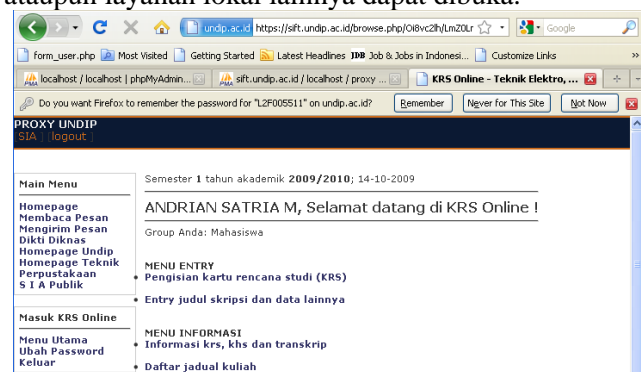 ataupun layanan lokal lainnya dapat dibuka.
undip.ac.id https://sift.undip.ac.id/browse.php/Oi8vc2lh/LmZ0Lr Google
form_user.php Most Visited Getting Started Latest Headlines JDB Job & Jobs in Indonesi... Customize Links »
localhost / localhost | phpMyAdmin... sift.undip.ac.id / localhost / proxy ... KRS Online - Teknik Elektro, ...
Do you want Firefox to remember the password for "L2F005511" on undip.ac.id? Remember Never for This Site Not Now
PROXY UNDIP
SIA | [logout ]
Main Menu
Homepage
Membaca Pesan
Mengirim Pesan
Dikti Diknas
Homepage Undip
Homepage Teknik
Perpustakaan
S I A Publik
Masuk KRS Online
Menu Utama
Ubah Password
Keluar
Semester 1 tahun akademik 2009/2010; 14-10-2009
ANDRIAN SATRIA M, Selamat datang di KRS Online !
Group Anda: Mahasiswa
MENU ENTRY
• Pengisian kartu rencana studi (KRS)
• Entry judul skripsi dan data lainnya
MENU INFORMASI
• Informasi krs, khs dan transkrip
• Daftar jadual kuliah